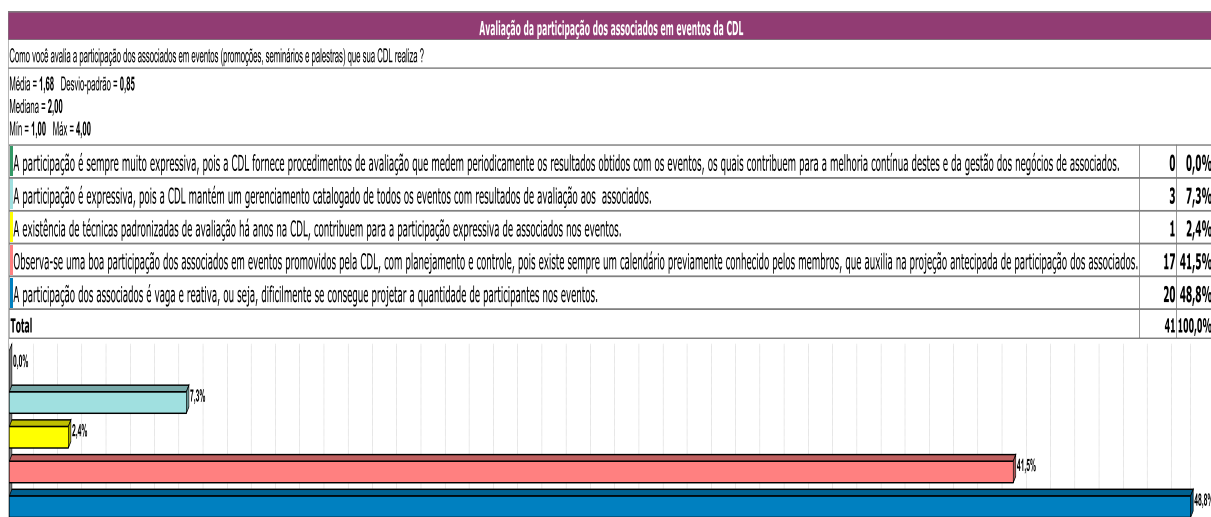 Avaliação da participação dos associados em eventos da CDL
Como você avalia a participação dos associados em eventos (promoções, seminários e palestras) que sua CDL realiza ?
Média = 1,68 Desvio-padrão = 0,85
Mediana = 2,00
Mín = 1,00 Máx = 4,00
A participação é sempre muito expressiva, pois a CDL fornece procedimentos de avaliação que medem periodicamente os resultados obtidos com os eventos, os quais contribuem para a melhoria contínua destes e da gestão dos negócios de associados. 0 0,0%
A participação é expressiva, pois a CDL mantém um gerenciamento catalogado de todos os eventos com resultados de avaliação aos associados. 3 7,3%
A existência de técnicas padronizadas de avaliação há anos na CDL, contribuem para a participação expressiva de associados nos eventos. 1 2,4%
Observa-se uma boa participação dos associados em eventos promovidos pela CDL, com planejamento e controle, pois existe sempre um calendário previamente conhecido pelos membros, que auxilia na projeção antecipada de participação dos associados. 17 41,5%
A participação dos associados é vaga e reativa, ou seja, dificilmente se consegue projetar a quantidade de participantes nos eventos. 20 48,8%
Total 41 100,0%
0,0%
7,3%
2,4%
41,5%
48,8%